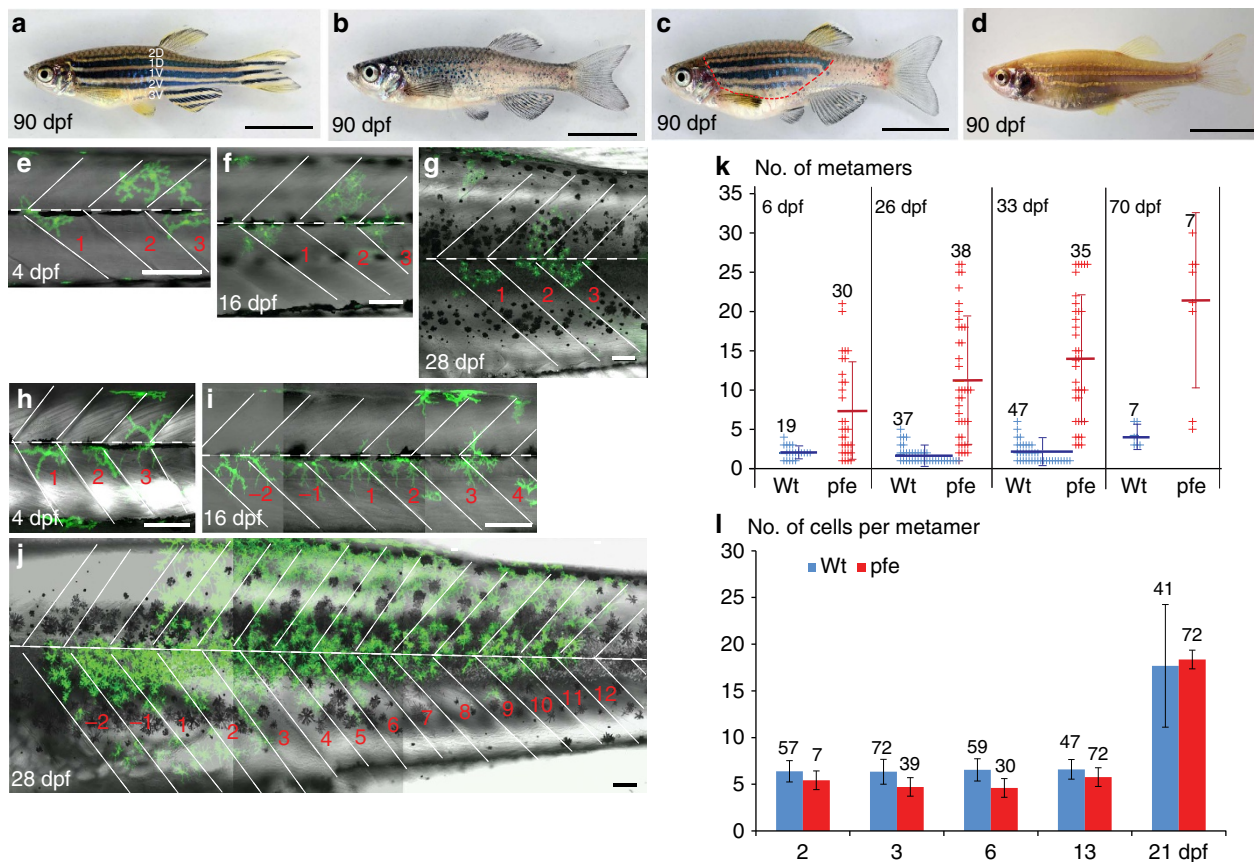 a
2D
1D
1V
2V
3V
90 dpf
b
90 dpf
c
90 dpf
d
90 dpf
e
1 2 3
4 dpf
f
1 2 3
16 dpf
g
1 2 3
28 dpf
h
1 2 3
4 dpf
i
–2 –1 1 2 3 4
16 dpf
j
–2 –1 1 2 3 4 5 6 7 8 9 10 11 12
28 dpf
k No. of metamers
35
30
25
20
15
10
5
0
6 dpf 26 dpf 33 dpf 70 dpf
19 30 37 38 47 35 7 7
Wt pfe Wt pfe Wt pfe Wt pfe
l No. of cells per metamer
30
25
20
15
10
5
0
Wt pfe
57 7 72 39 59 30 47 72 41 72
2 3 6 13 21 dpf